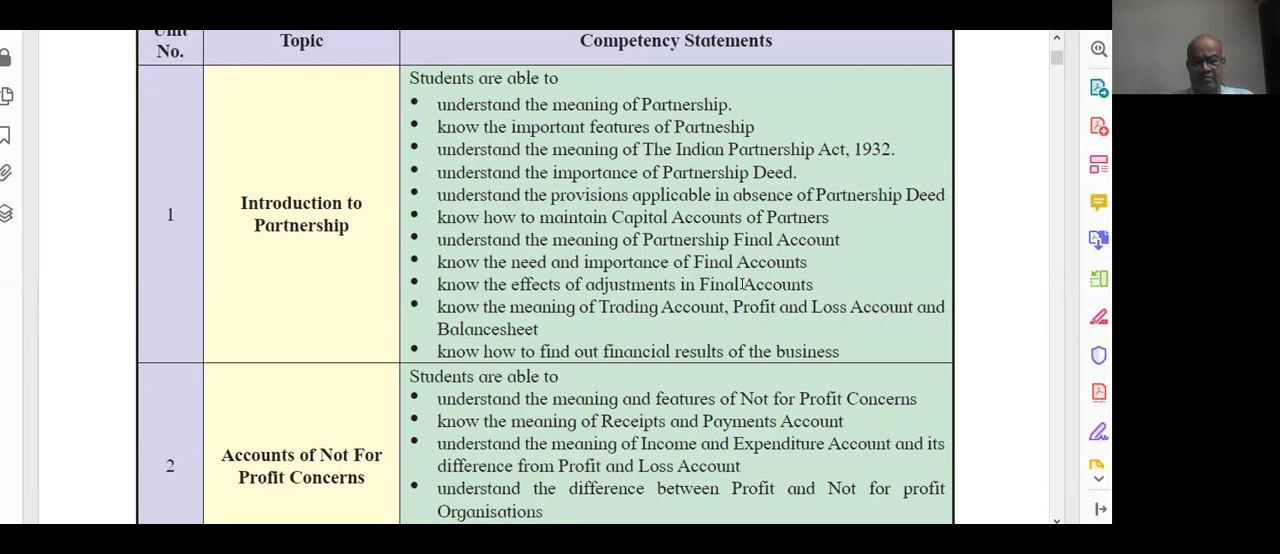 Unit
No.
Topic
Competency Statements
1
Introduction to
Partnership
Students are able to
• understand the meaning of Partnership.
• know the important features of Partneship
• understand the meaning of The Indian Partnership Act, 1932.
• understand the importance of Partnership Deed.
• understand the provisions applicable in absence of Partnership Deed
• know how to maintain Capital Accounts of Partners
• understand the meaning of Partnership Final Account
• know the need and importance of Final Accounts
• know the effects of adjustments in Final Accounts
• know the meaning of Trading Account, Profit and Loss Account and
Balancesheet
• know how to find out financial results of the business
2
Accounts of Not For
Profit Concerns
Students are able to
• understand the meaning and features of Not for Profit Concerns
• know the meaning of Receipts and Payments Account
• understand the meaning of Income and Expenditure Account and its
difference from Profit and Loss Account
• understand the difference between Profit and Not for profit
Organisations